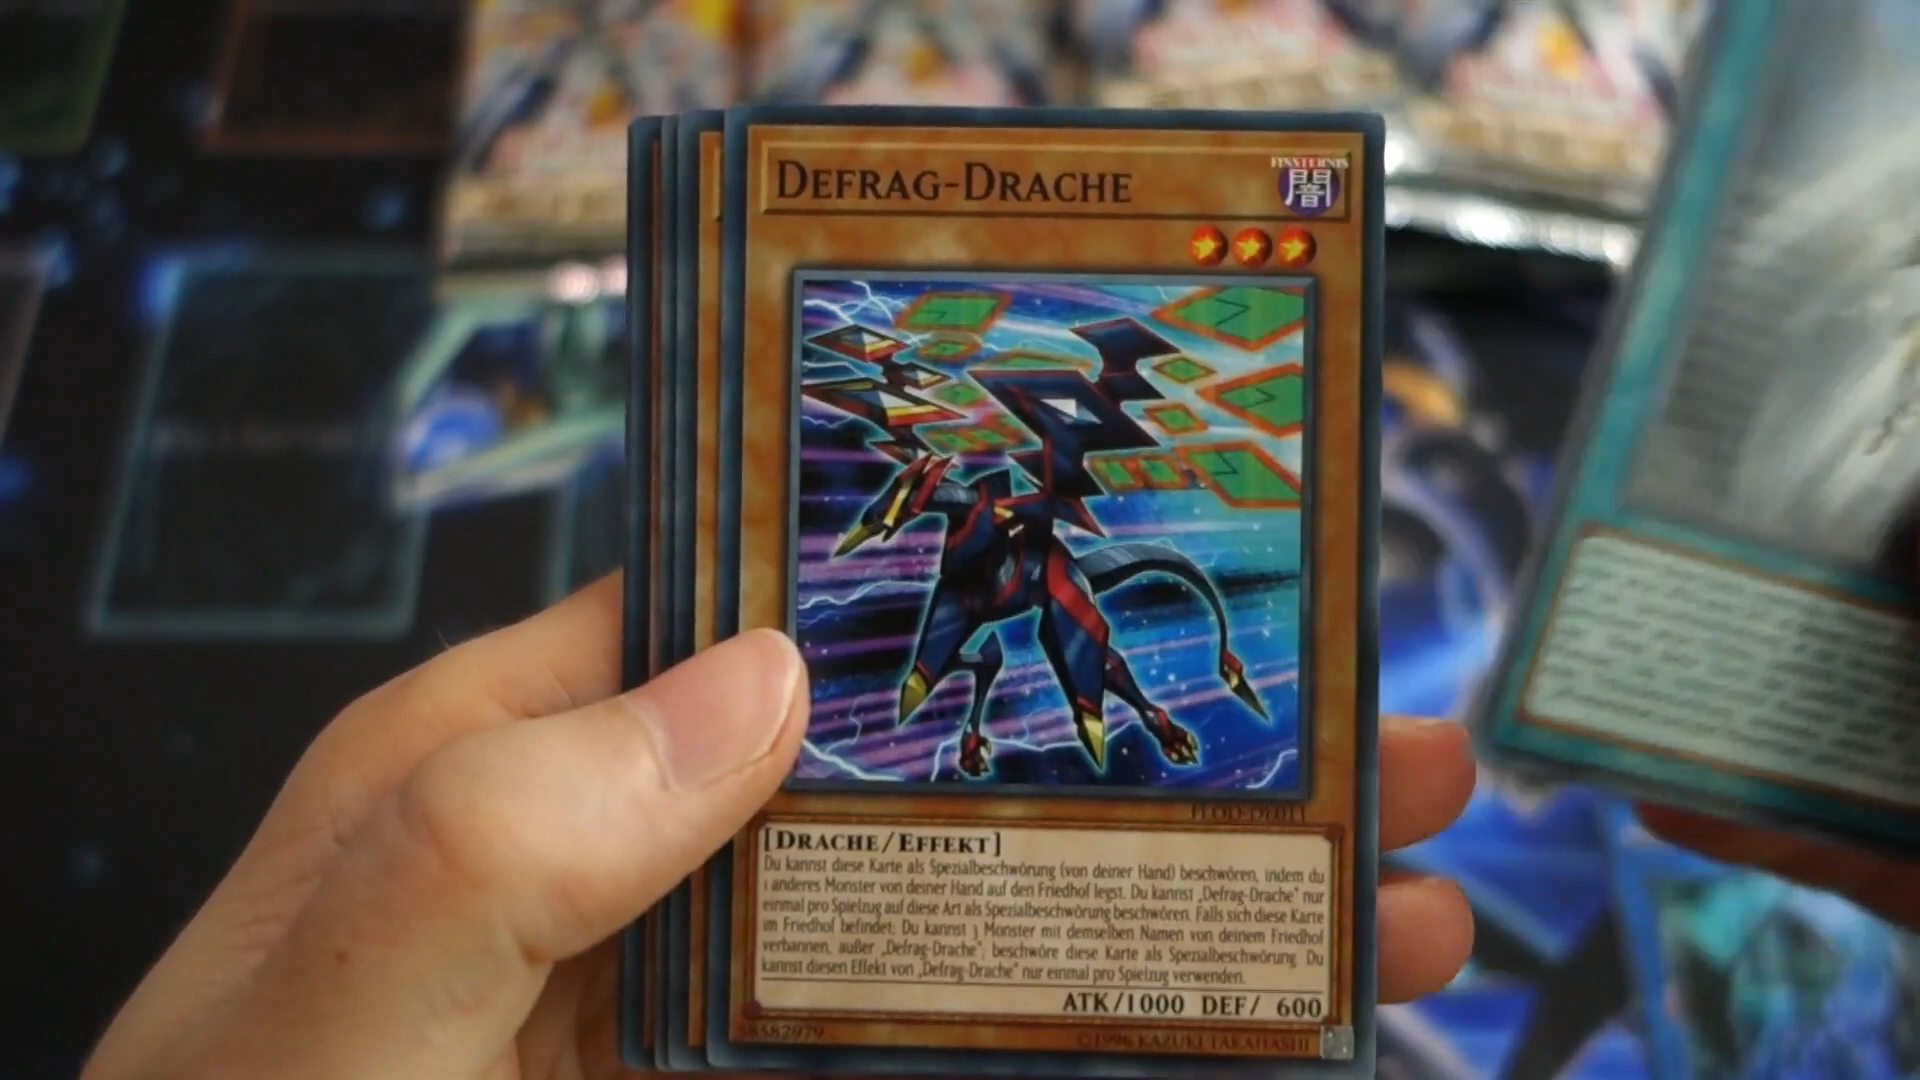 DEFRAG-DRACHE
FINSTERNIS
闇
FLOD-DE011
[DRACHE/EFFEKT]
Du kannst diese Karte als Spezialbeschwörung (von deiner Hand) beschwören, indem du
1 anderes Monster von deiner Hand auf den Friedhof legst. Du kannst „Defrag-Drache" nur
einmal pro Spielzug auf diese Art als Spezialbeschwörung beschwören. Falls sich diese Karte
im Friedhof befindet: Du kannst 3 Monster mit demselben Namen von deinem Friedhof
verbannen, außer „Defrag-Drache"; beschwöre diese Karte als Spezialbeschwörung. Du
kannst diesen Effekt von „Defrag-Drache" nur einmal pro Spielzug verwenden.
ATK/1000 DEF/ 600
8582979
©1996 KAZUKI TAKAHASHI